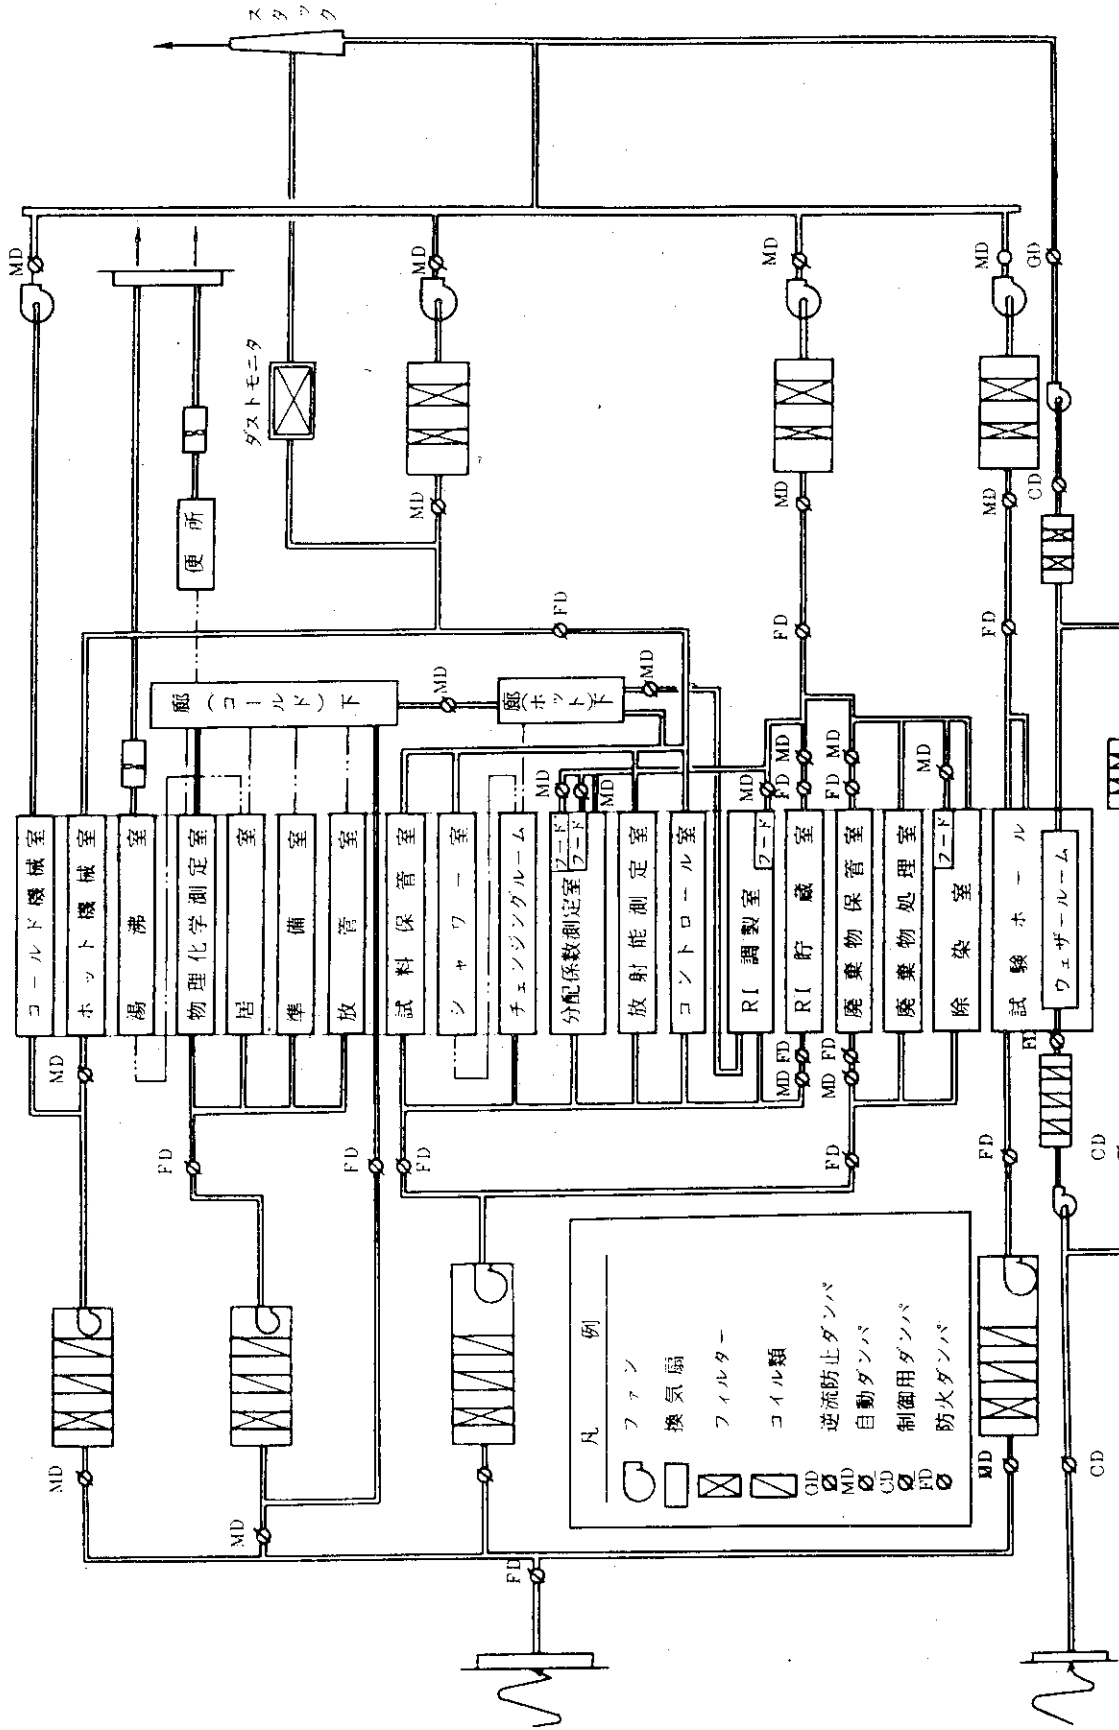 スタック
MD
MD
MD
MD
GD
ダストモニタ
便所
MD
MD
MD
CD
FD
FD
FD
廊(コールド)下
MD
廊(ホット)下
MD
MD
MD
MD
MD
FD
MD
FD
MD
MD
コールド機械室
ホット機械室
湯沸室
物理化学測定室
居室
準備室
放管室
試料保管室
シャワー室
チェンジングルーム
分配係数測定室
フード
フード
放射能測定室
コントロール室
RI調製室
フード
RI貯蔵室
廃棄物保管室
廃棄物処理室
除染室
フード
試験ホール
ウェザールーム
MD
MD FD
MD FD
FD
FD
FD
FD
FD
CD
MD
MD
FD
CD
凡例
ファン
換気扇
フィルター
コイル類
GD 逆流防止ダンパ
MD 自動ダンパ
CD 制御用ダンパ
FD 防火ダンパ